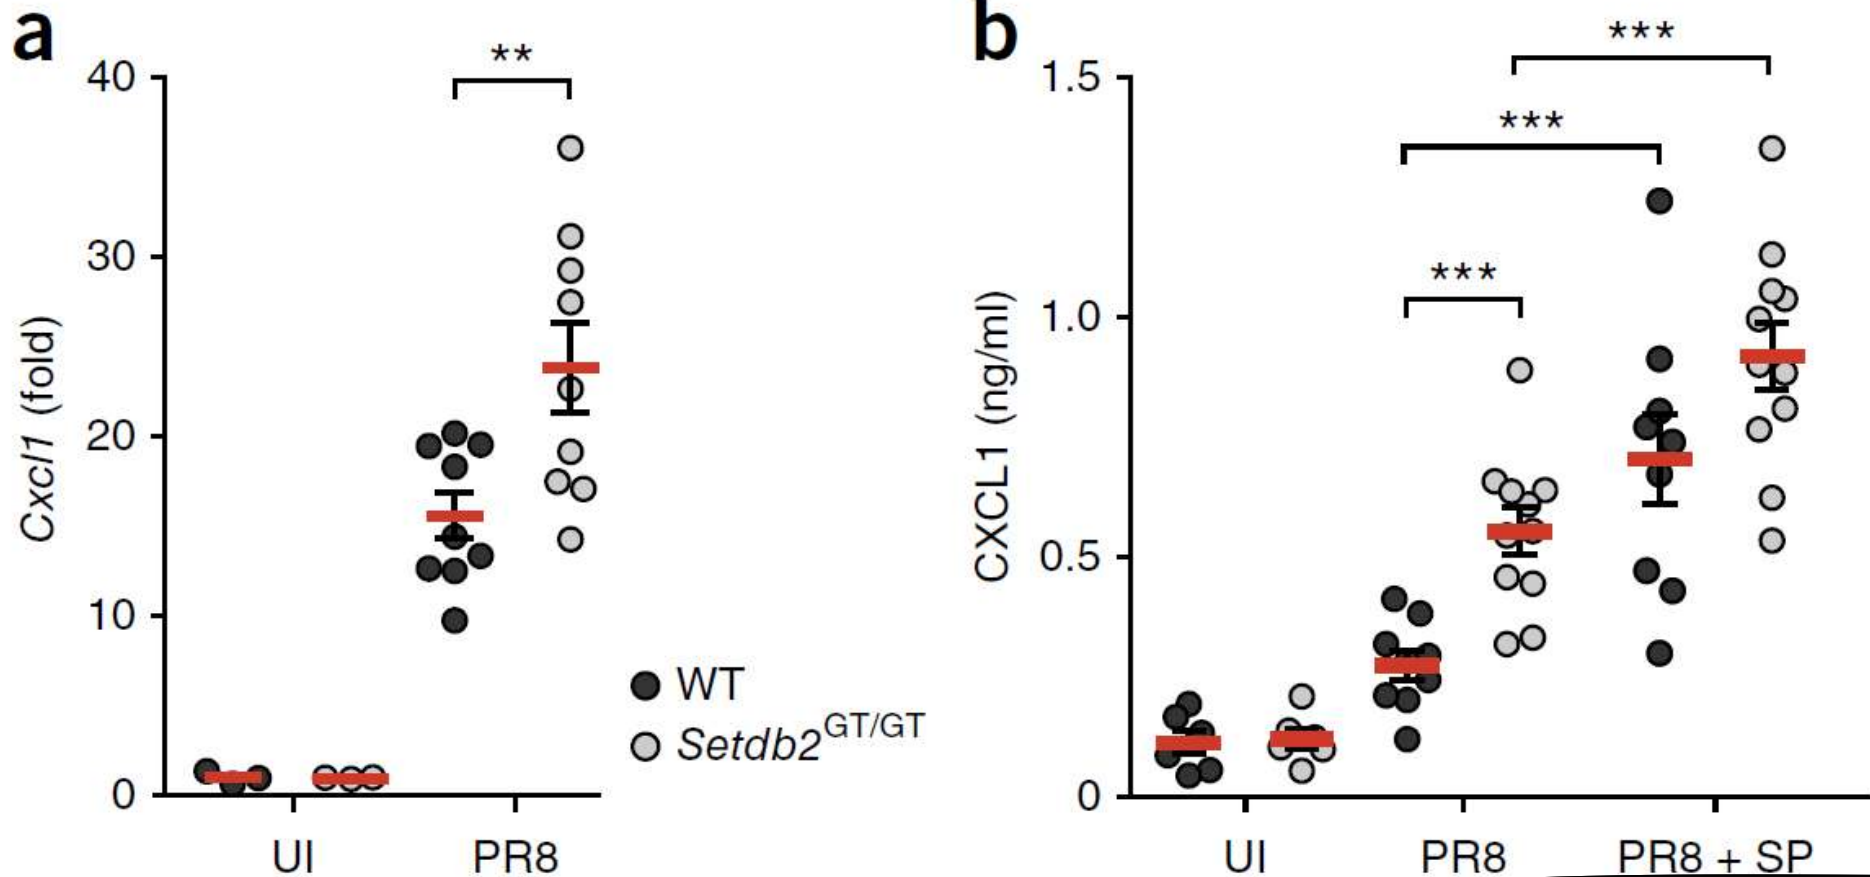 a
**
40
30
20
10
0
Cxcl1 (fold)
UI
PR8
WT
Setdb2GT/GT
b
***
***
***
1.5
1.0
0.5
0
CXCL1 (ng/ml)
UI
PR8
PR8 + SP